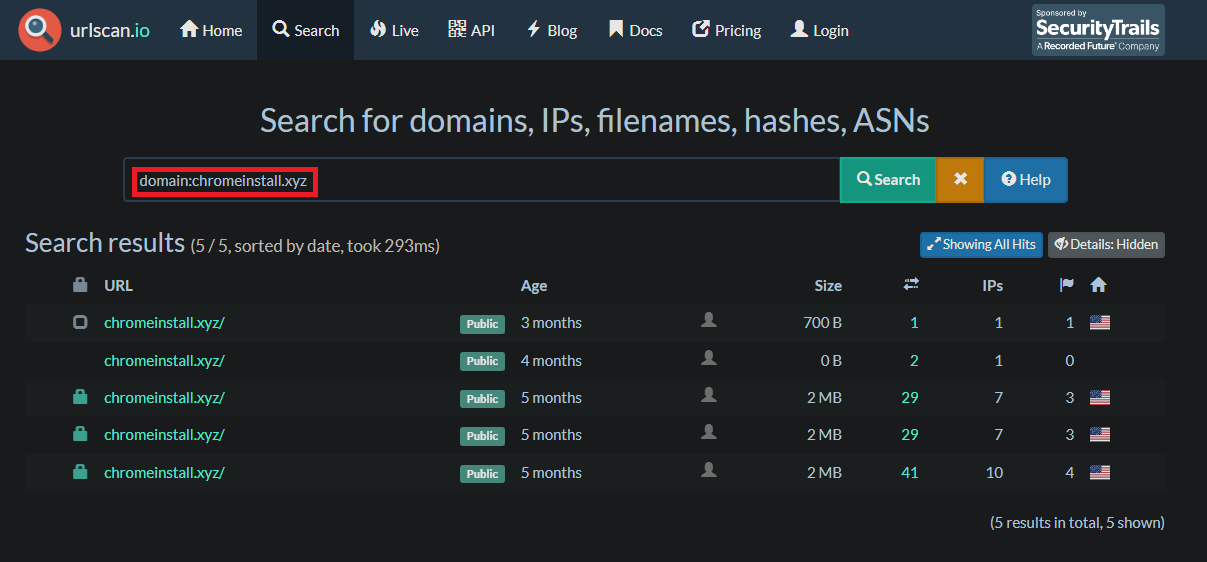 urlscan.io Home Search Live API Blog Docs Pricing Login
Sponsored by
SecurityTrails
A Recorded Future® Company
Search for domains, IPs, filenames, hashes, ASNs
domain:chromeinstall.xyz Search Help
Search results (5 / 5, sorted by date, took 293ms) Showing All Hits Details: Hidden
URL Age Size IPs
chromeinstall.xyz/ Public 3 months 700 B 1 1 1
chromeinstall.xyz/ Public 4 months 0 B 2 1 0
chromeinstall.xyz/ Public 5 months 2 MB 29 7 3
chromeinstall.xyz/ Public 5 months 2 MB 29 7 3
chromeinstall.xyz/ Public 5 months 2 MB 41 10 4
(5 results in total, 5 shown)